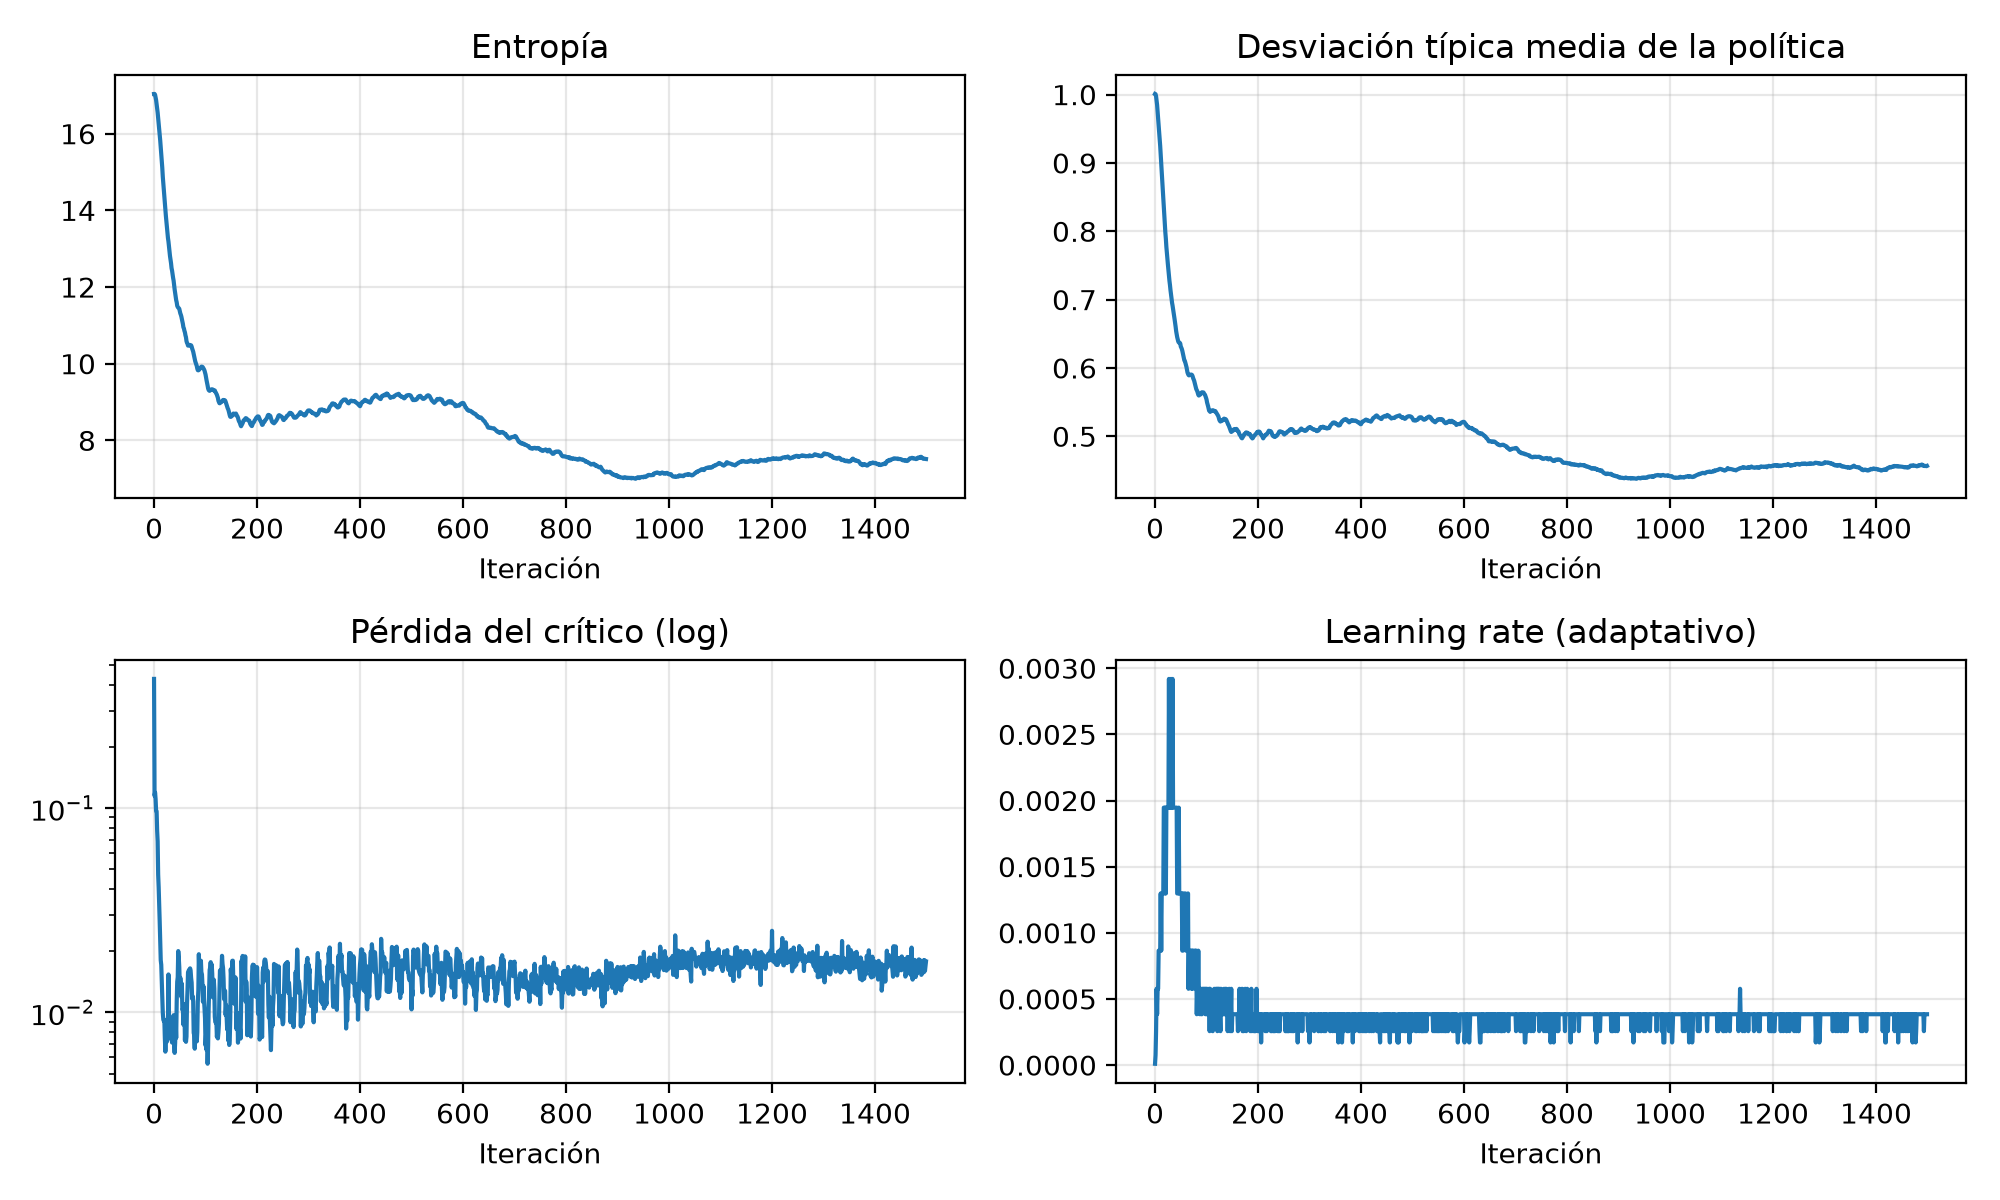 Entropía
16
14
12
10
8
0 200 400 600 800 1000 1200 1400
Iteración
Desviación típica media de la política
1.0
0.9
0.8
0.7
0.6
0.5
0 200 400 600 800 1000 1200 1400
Iteración
Pérdida del crítico (log)
10⁻¹
10⁻²
0 200 400 600 800 1000 1200 1400
Iteración
Learning rate (adaptativo)
0.0030
0.0025
0.0020
0.0015
0.0010
0.0005
0.0000
0 200 400 600 800 1000 1200 1400
Iteración